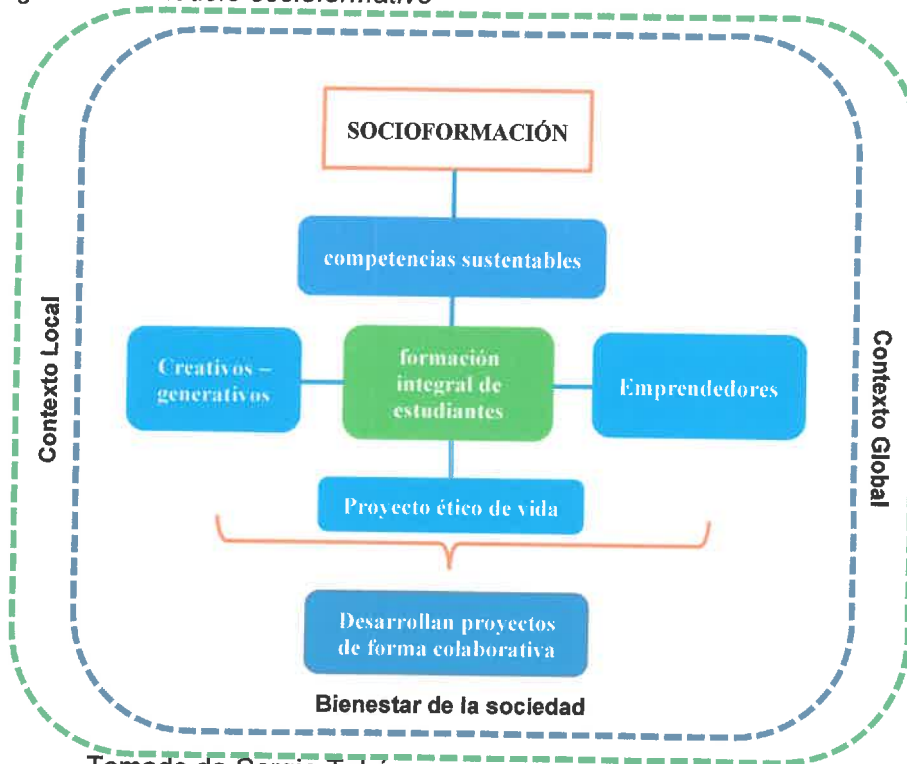 socioformativo
SOCIOFORMACIÓN
competencias sustentables
Contexto Local
Creativos –
generativos
formación
integral de
estudiantes
Emprendedores
Contexto Global
Proyecto ético de vida
Desarrollan proyectos
de forma colaborativa
Bienestar de la sociedad